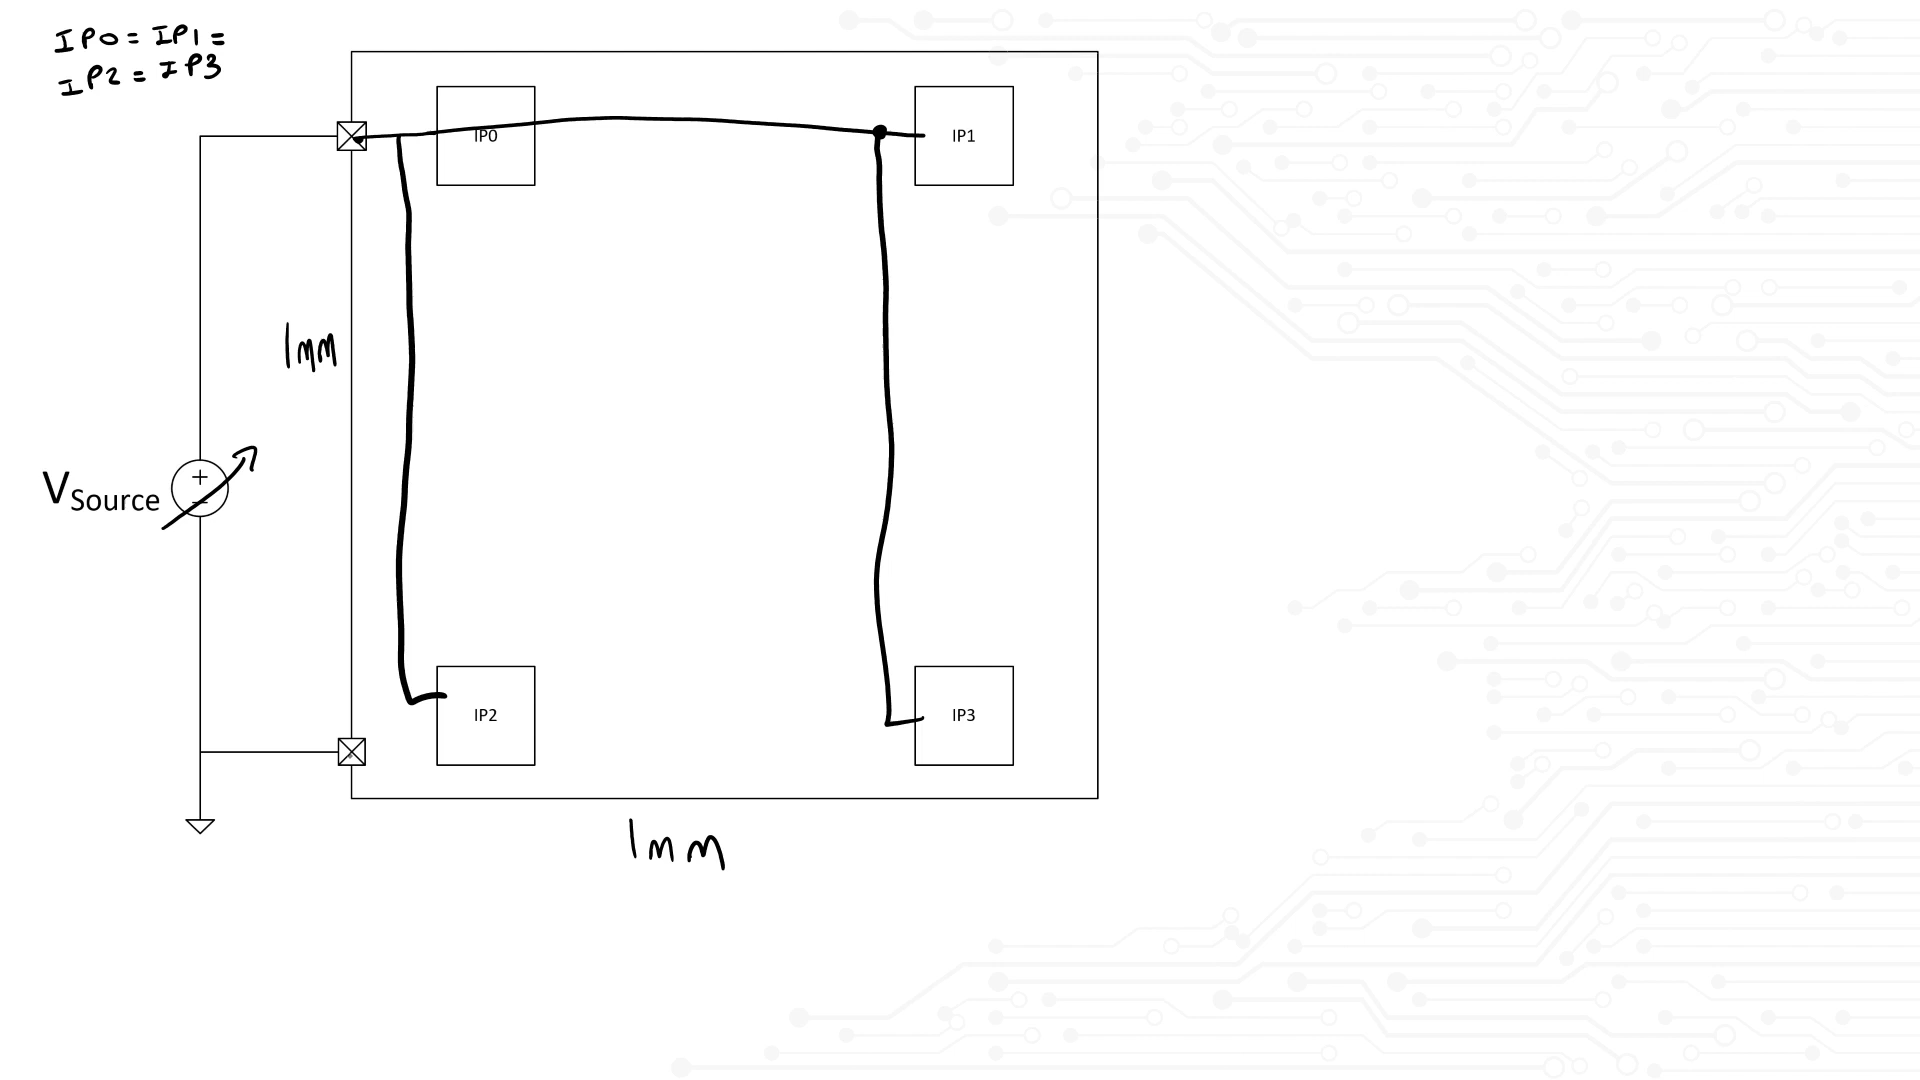 IP0 = IP1 =
IP2 = IP3
IP0
IP1
1mm
VSource
IP2
IP3
1mm